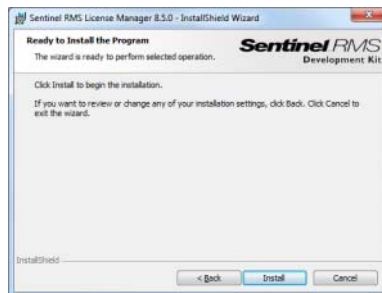 Sentinel RMS License Manager 8.5.0 - InstallShield Wizard
Ready to Install the Program
The wizard is ready to perform selected operation.
Sentinel RMS
Development Kit
Click Install to begin the installation.
If you want to review or change any of your installation settings, click Back. Click Cancel to
exit the wizard.
InstallShield
< Back
Install
Cancel